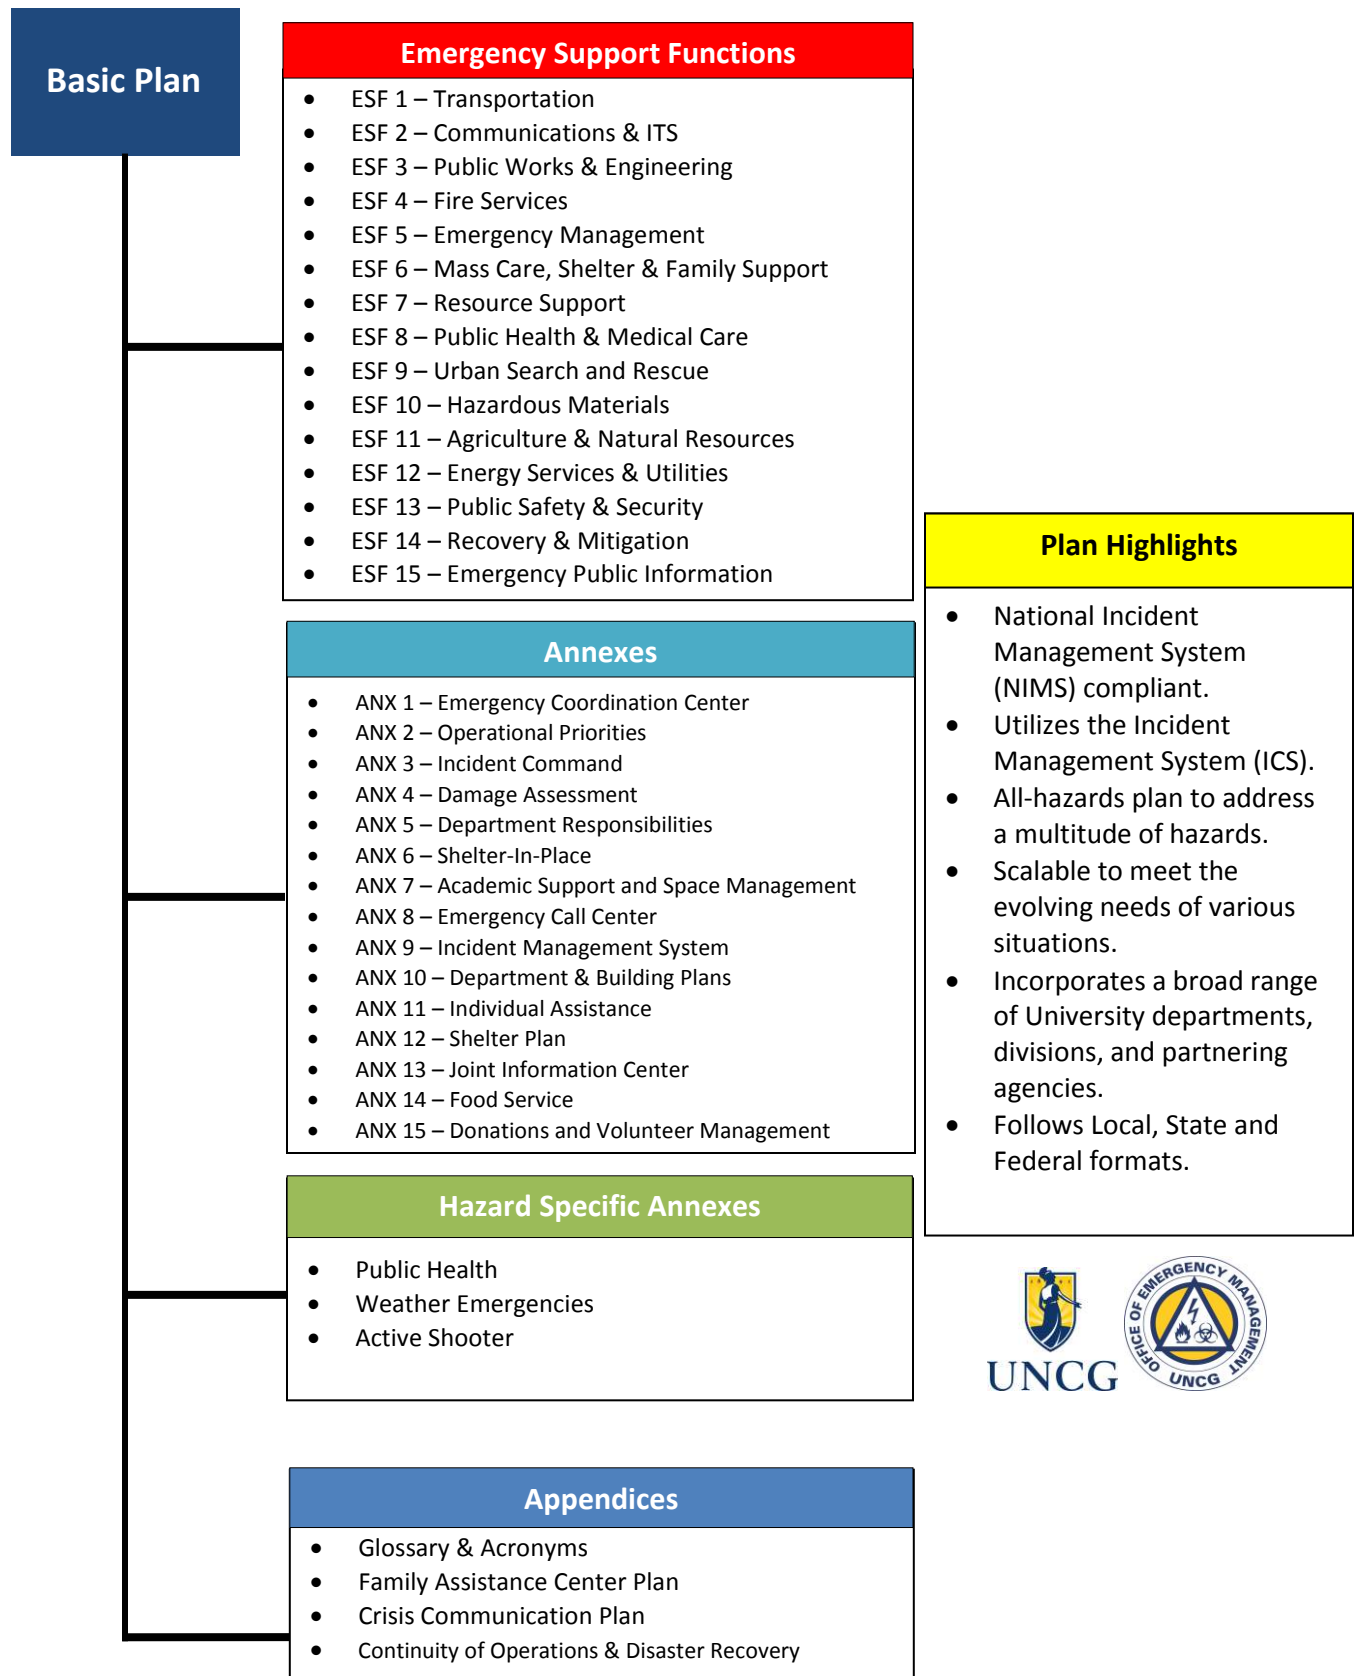 Basic Plan
Emergency Support Functions
• ESF 1 – Transportation
• ESF 2 – Communications & ITS
• ESF 3 – Public Works & Engineering
• ESF 4 – Fire Services
• ESF 5 – Emergency Management
• ESF 6 – Mass Care, Shelter & Family Support
• ESF 7 – Resource Support
• ESF 8 – Public Health & Medical Care
• ESF 9 – Urban Search and Rescue
• ESF 10 – Hazardous Materials
• ESF 11 – Agriculture & Natural Resources
• ESF 12 – Energy Services & Utilities
• ESF 13 – Public Safety & Security
• ESF 14 – Recovery & Mitigation
• ESF 15 – Emergency Public Information
Annexes
• ANX 1 – Emergency Coordination Center
• ANX 2 – Operational Priorities
• ANX 3 – Incident Command
• ANX 4 – Damage Assessment
• ANX 5 – Department Responsibilities
• ANX 6 – Shelter-In-Place
• ANX 7 – Academic Support and Space Management
• ANX 8 – Emergency Call Center
• ANX 9 – Incident Management System
• ANX 10 – Department & Building Plans
• ANX 11 – Individual Assistance
• ANX 12 – Shelter Plan
• ANX 13 – Joint Information Center
• ANX 14 – Food Service
• ANX 15 – Donations and Volunteer Management
Hazard Specific Annexes
• Public Health
• Weather Emergencies
• Active Shooter
Appendices
• Glossary & Acronyms
• Family Assistance Center Plan
• Crisis Communication Plan
• Continuity of Operations & Disaster Recovery
Plan Highlights
• National Incident
Management System
(NIMS) compliant.
• Utilizes the Incident
Management System (ICS).
• All-hazards plan to address
a multitude of hazards.
• Scalable to meet the
evolving needs of various
situations.
• Incorporates a broad range
of University departments,
divisions, and partnering
agencies.
• Follows Local, State and
Federal formats.
UNCG
OFFICE OF EMERGENCY MANAGEMENT
UNCG